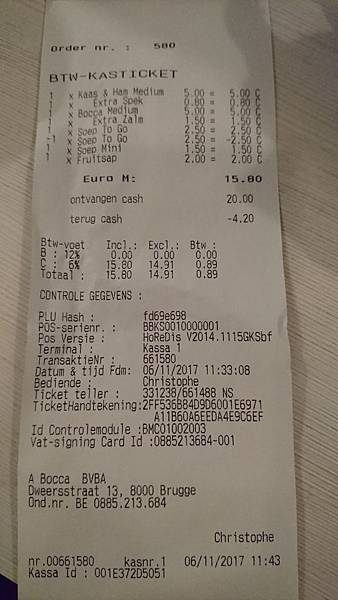 Order nr. : 580
BTW-KASTICKET
1 x Kaas & Ham Medium 5.00 = 5.00 C
x Extra Spek 0.80 = 0.80 C
1 x Bocca Medium 5.00 = 5.00 C
x Extra Zalm 1.50 = 1.50 C
1 x Soep To Go 2.50 = 2.50 C
-1 x Soep To Go 2.50 = -2.50 C
1 x Soep Mini 1.50 = 1.50 C
1 x Fruitsap 2.00 = 2.00 C
Euro M: 15.80
ontvangen cash 20.00
terug cash -4.20
Btw-voet Incl.: Excl.: Btw :
B : 12% 0.00 0.00 0.00
C : 6% 15.80 14.91 0.89
Totaal : 15.80 14.91 0.89
CONTROLE GEGEVENS :
PLU Hash : fd69e698
POS-serienr. : BBKS0010000001
Pos Versie : HoReDis V2014.1115GKSbf
Terminal : Kassa 1
TransaktieNr : 661580
Datum & tijd Fdm: 06/11/2017 11:33:08
Bediende : Christophe
Ticket teller : 331238/661488 NS
TicketHandtekening:2FF536B84D9D6001E6971
A11B60A6EEDA4E9C6EF
Id Controlemodule :BMC01002003
Vat-signing Card Id :0885213684-001
A Bocca BVBA
Dweersstraat 13, 8000 Brugge
Ond.nr. BE 0885.213.684
Christophe
nr.00661580 kasnr.1 06/11/2017 11:43
Kassa Id : 001E372D5051